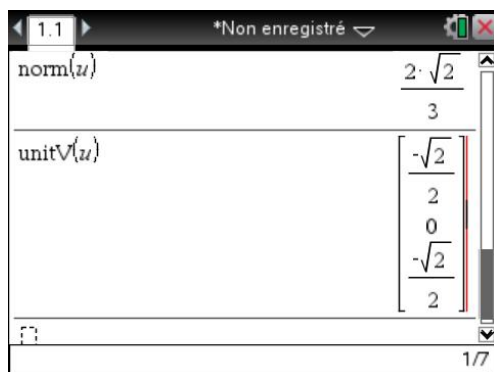 1.1 *Non enregistré
norm(u)
2·√2
3
unitV(u)
-√2
2
0
-√2
2
1/7